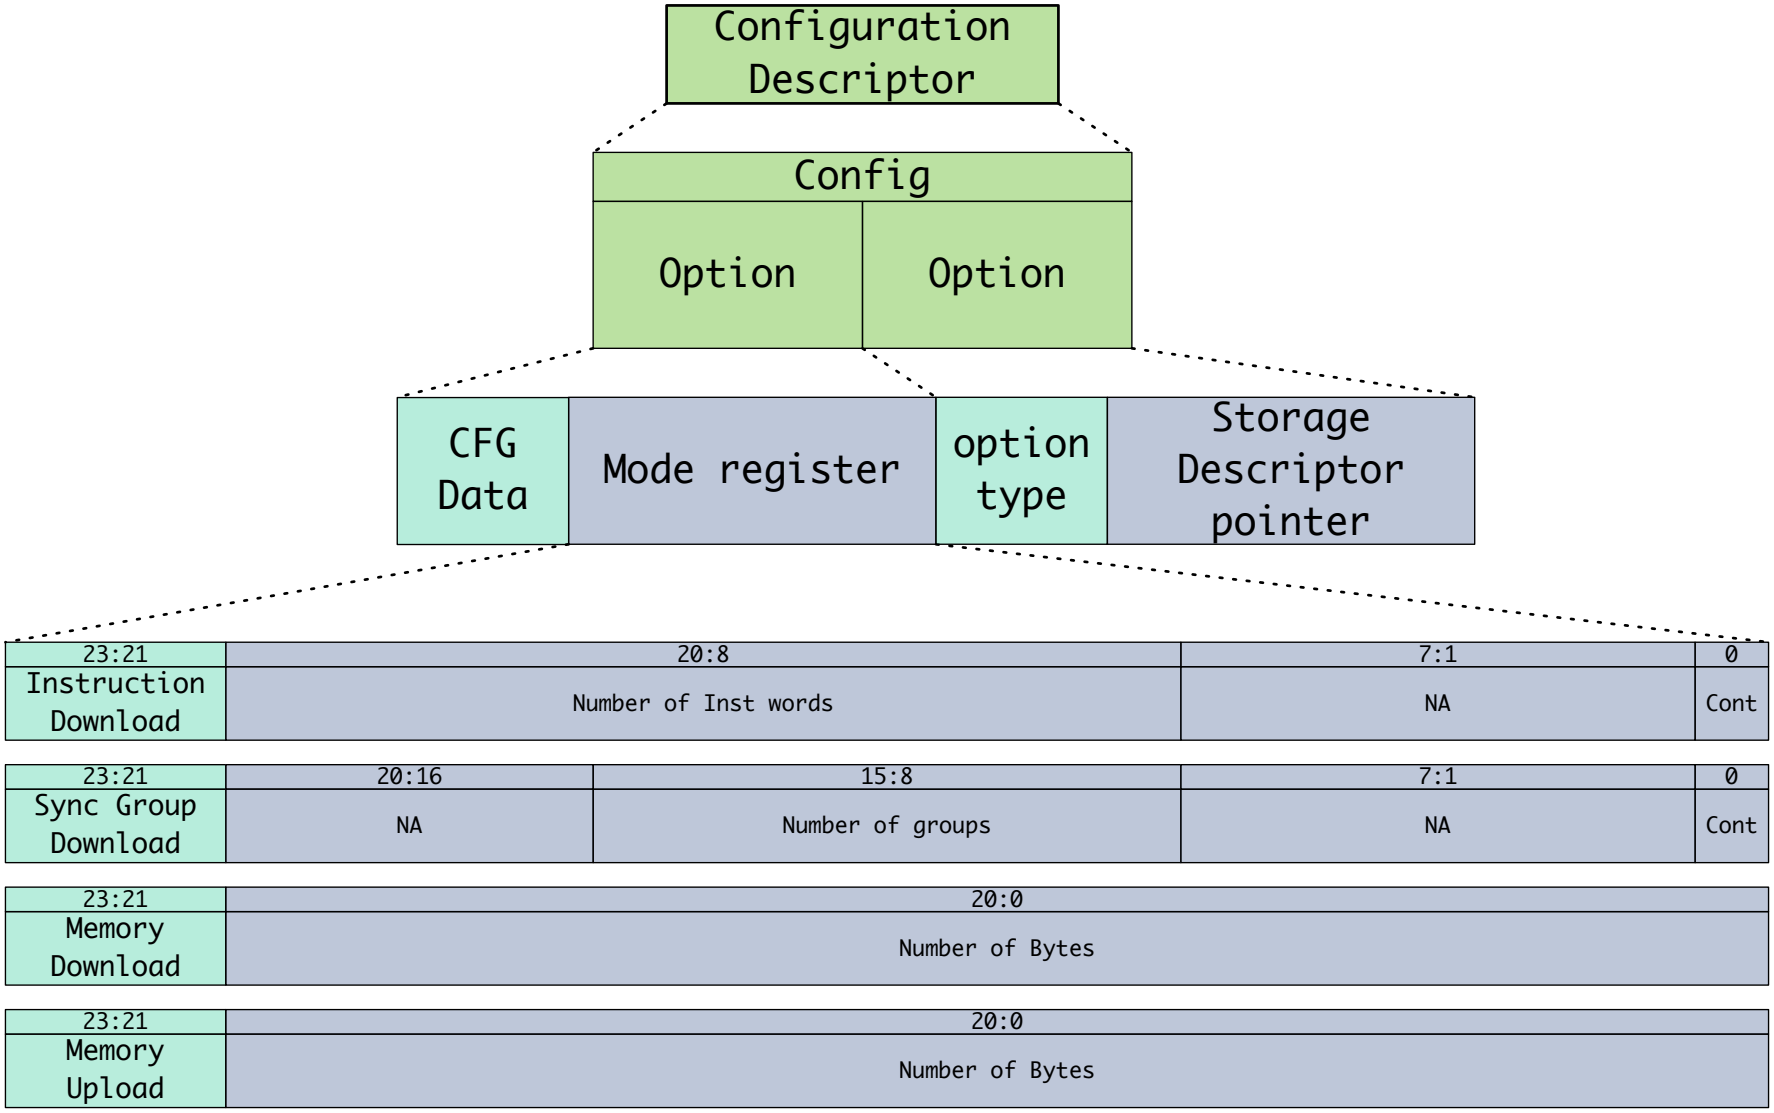 Configuration
Descriptor
Config
Option Option
CFG
Data
Mode register
option
type
Storage
Descriptor
pointer
23:21 20:8 7:1 0
Instruction
Download
Number of Inst words NA Cont
23:21 20:16 15:8 7:1 0
Sync Group
Download
NA Number of groups NA Cont
23:21 20:0
Memory
Download
Number of Bytes
23:21 20:0
Memory
Upload
Number of Bytes